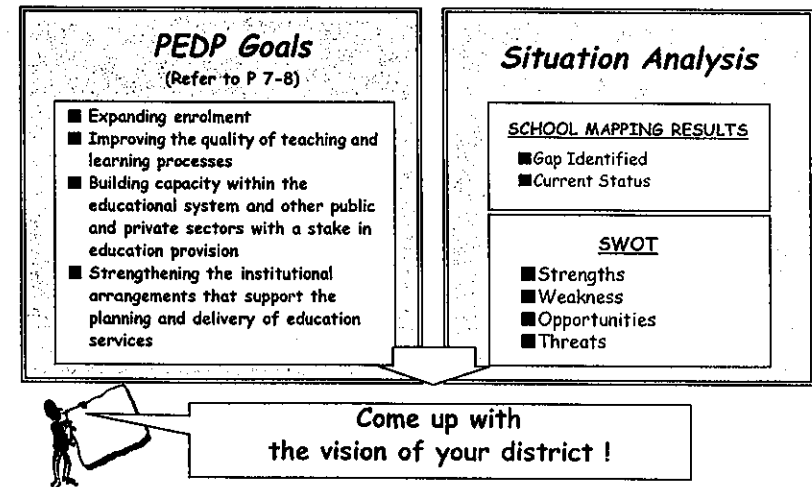 PEDP Goals
(Refer to P 7-8)
■ Expanding enrolment
■ Improving the quality of teaching and
learning processes
■ Building capacity within the
educational system and other public
and private sectors with a stake in
education provision
■ Strengthening the institutional
arrangements that support the
planning and delivery of education
services
Situation Analysis
SCHOOL MAPPING RESULTS
■Gap Identified
■Current Status
SWOT
■Strengths
■Weakness
■Opportunities
■Threats
Come up with
the vision of your district !